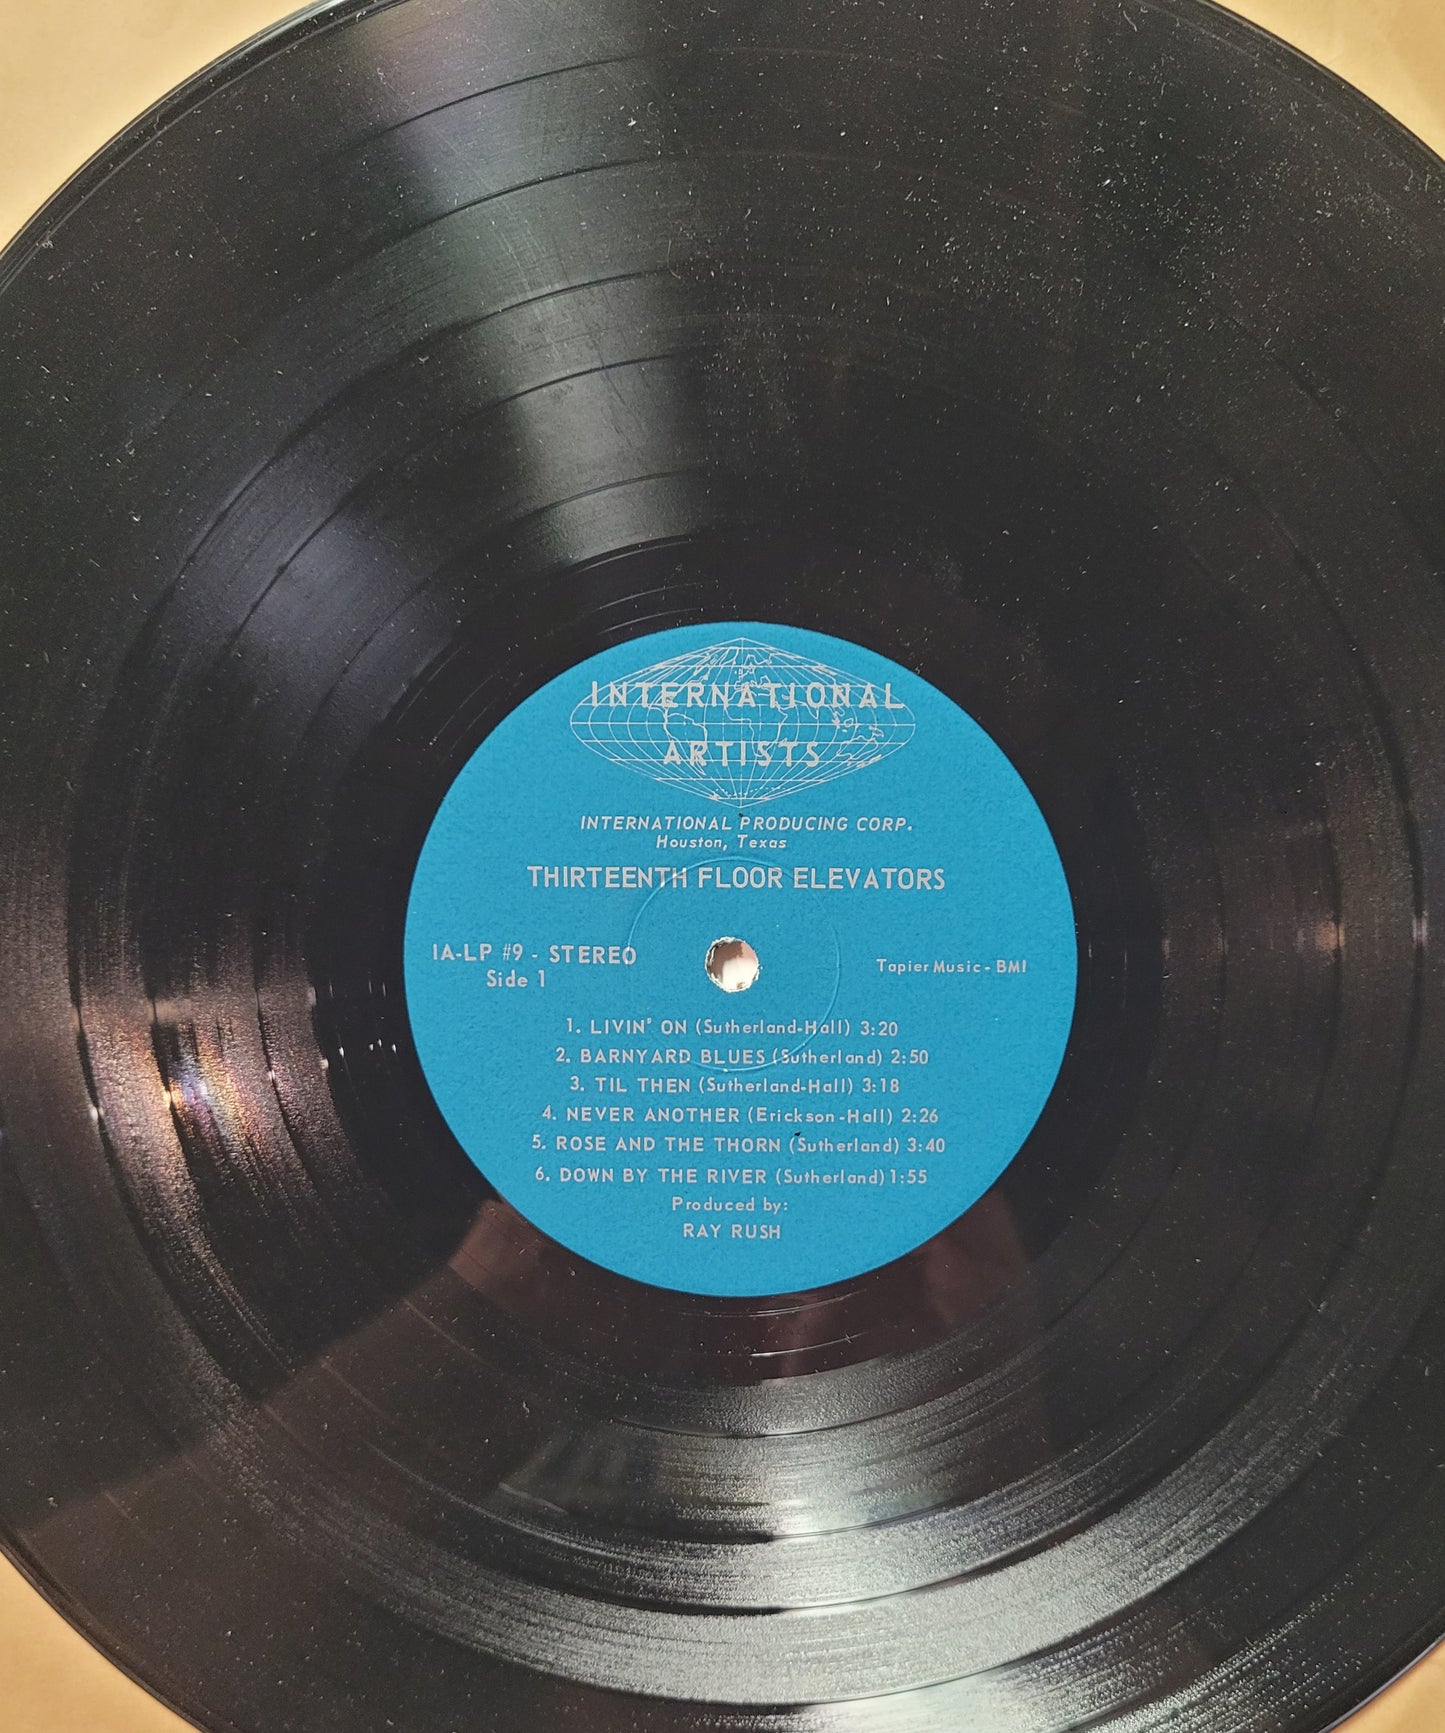 INTERNATIONAL
ARTISTS
INTERNATIONAL PRODUCING CORP.
Houston, Texas
THIRTEENTH FLOOR ELEVATORS
IA-LP #9 - STEREO
Side 1
Tapier Music - BMI
1. LIVIN' ON (Sutherland-Hall) 3:20
2. BARNYARD BLUES (Sutherland) 2:50
3. TIL THEN (Sutherland-Hall) 3:18
4. NEVER ANOTHER (Erickson-Hall) 2:26
5. ROSE AND THE THORN (Sutherland) 3:40
6. DOWN BY THE RIVER (Sutherland) 1:55
Produced by:
RAY RUSH